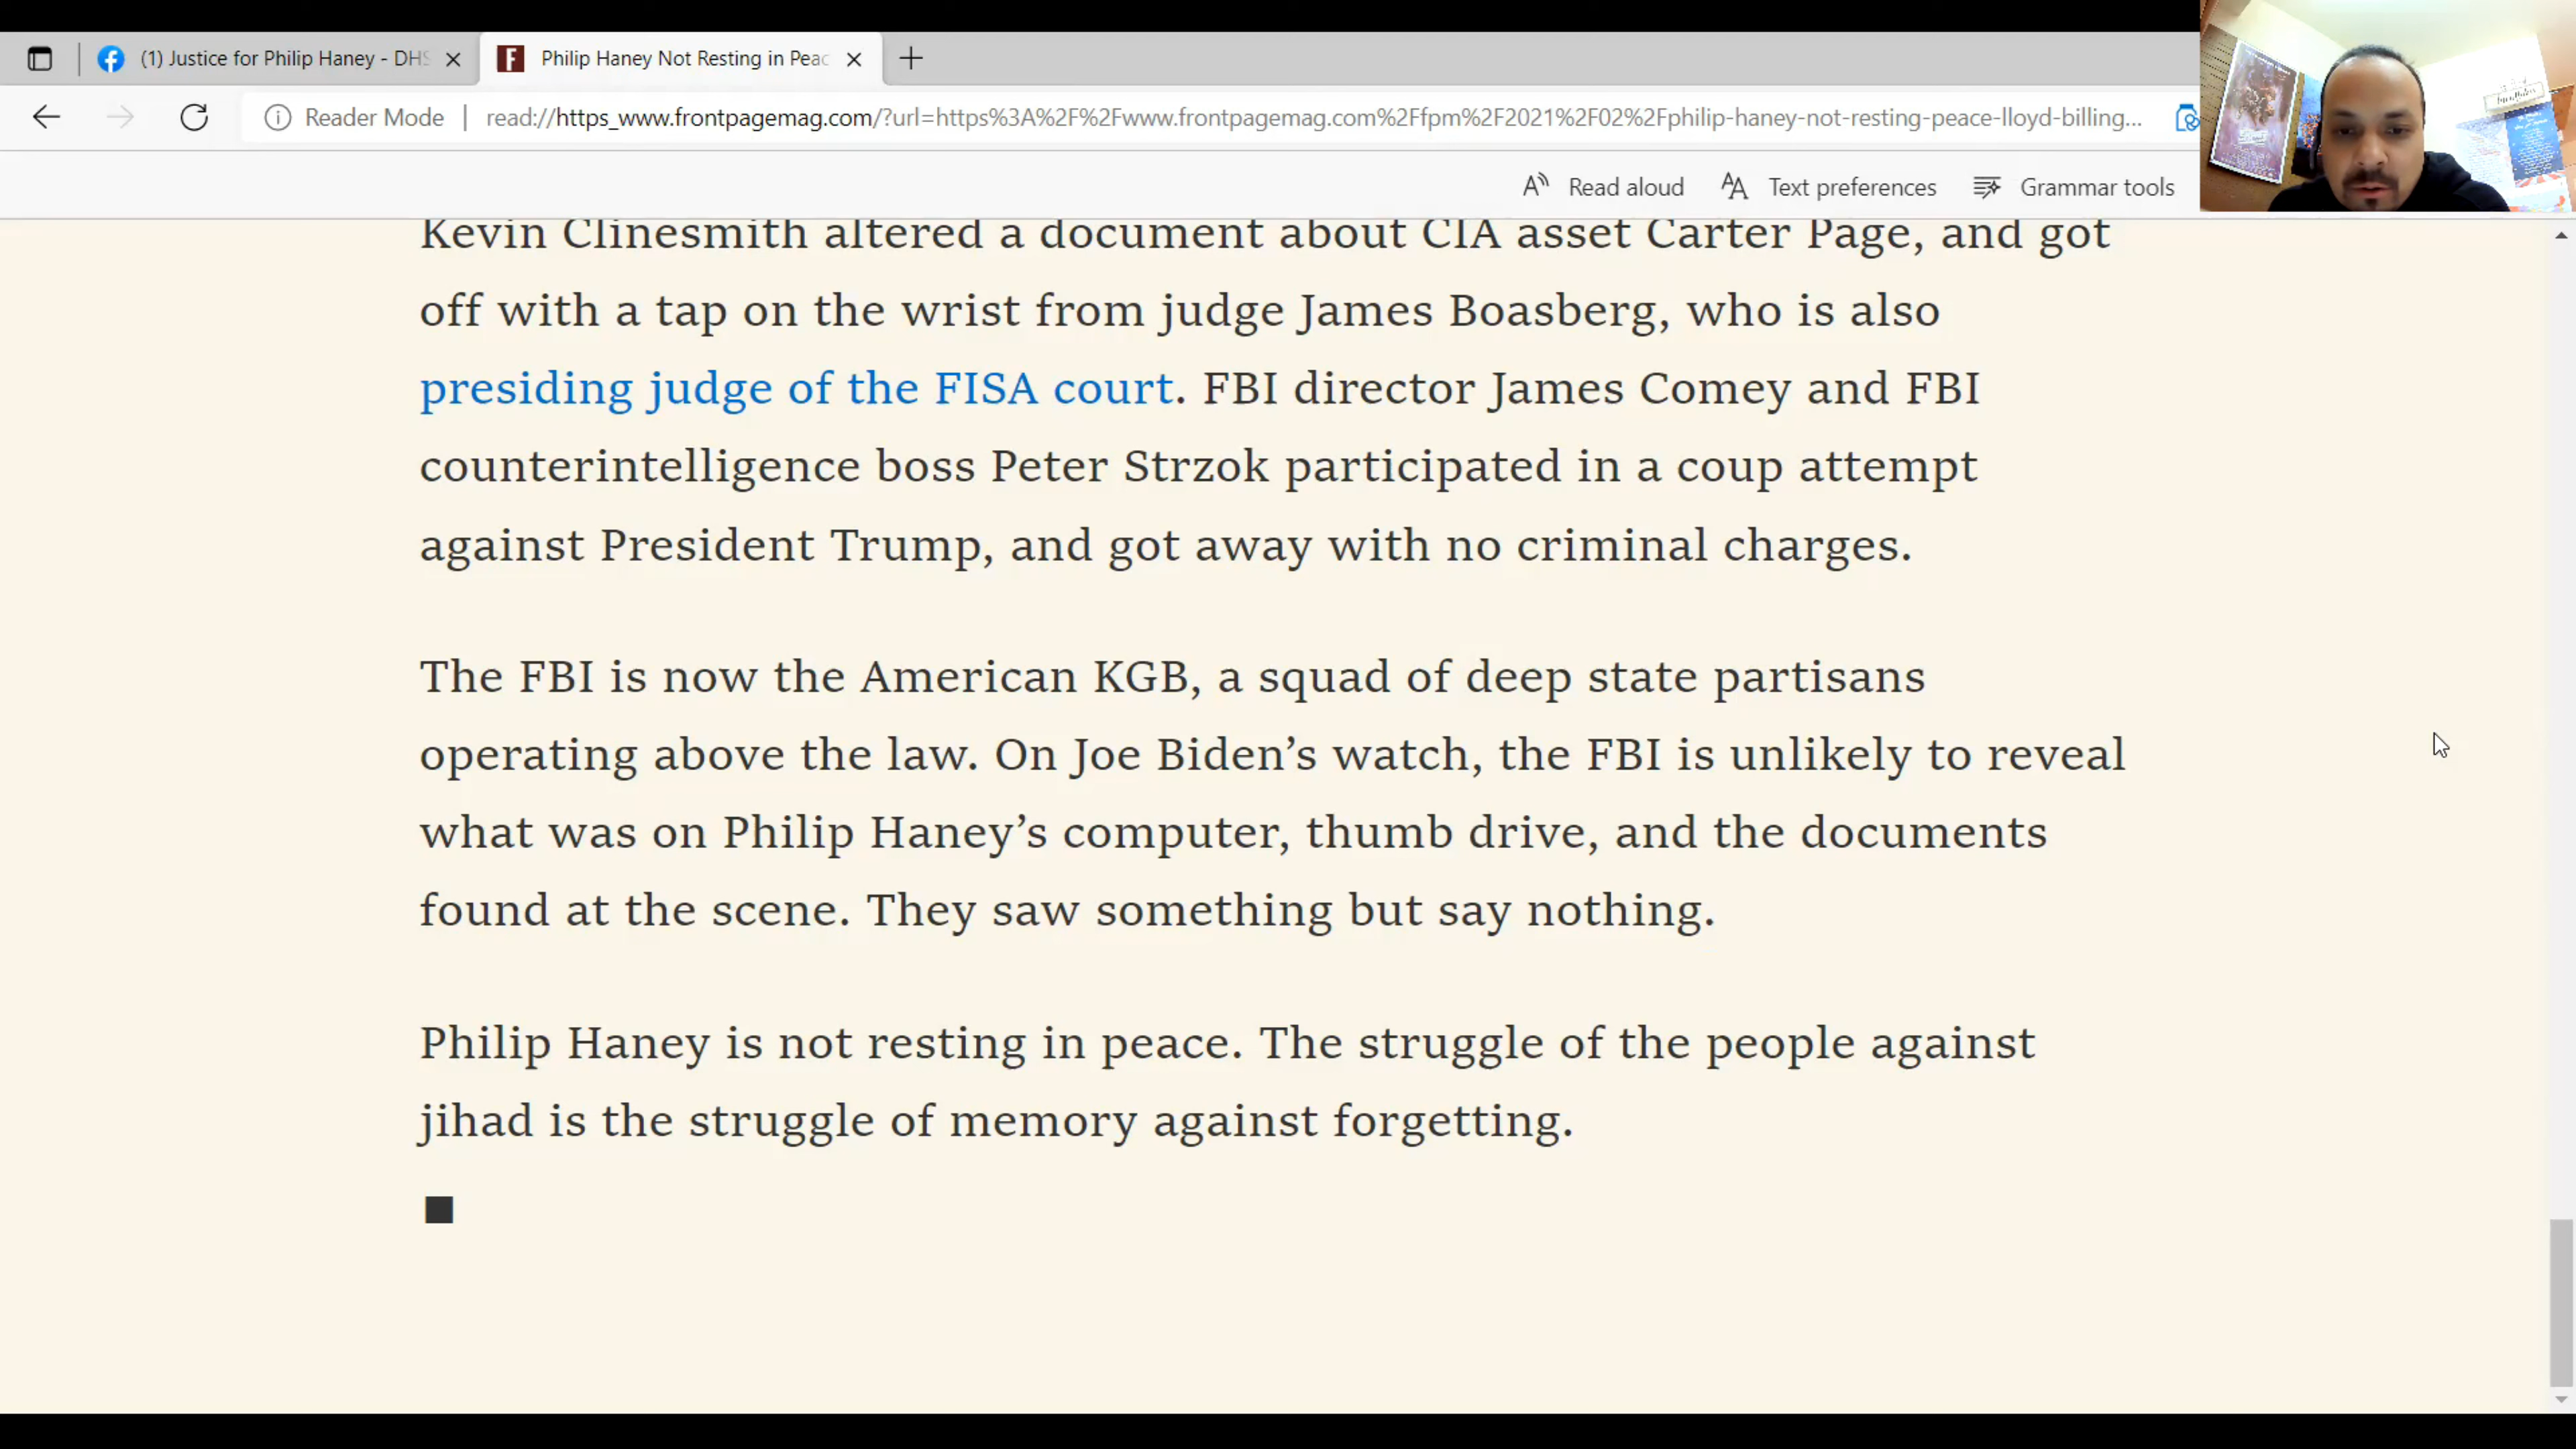 (1) Justice for Philip Haney - DHS
Philip Haney Not Resting in Peac
Reader Mode
read://https_www.frontpagemag.com/?url=https%3A%2F%2Fwww.frontpagemag.com%2Ffpm%2F2021%2F02%2Fphilip-haney-not-resting-peace-lloyd-billing...
Read aloud
Text preferences
Grammar tools
Kevin Clinesmith altered a document about CIA asset Carter Page, and got
off with a tap on the wrist from judge James Boasberg, who is also
presiding judge of the FISA court. FBI director James Comey and FBI
counterintelligence boss Peter Strzok participated in a coup attempt
against President Trump, and got away with no criminal charges.
The FBI is now the American KGB, a squad of deep state partisans
operating above the law. On Joe Biden’s watch, the FBI is unlikely to reveal
what was on Philip Haney’s computer, thumb drive, and the documents
found at the scene. They saw something but say nothing.
Philip Haney is not resting in peace. The struggle of the people against
jihad is the struggle of memory against forgetting.